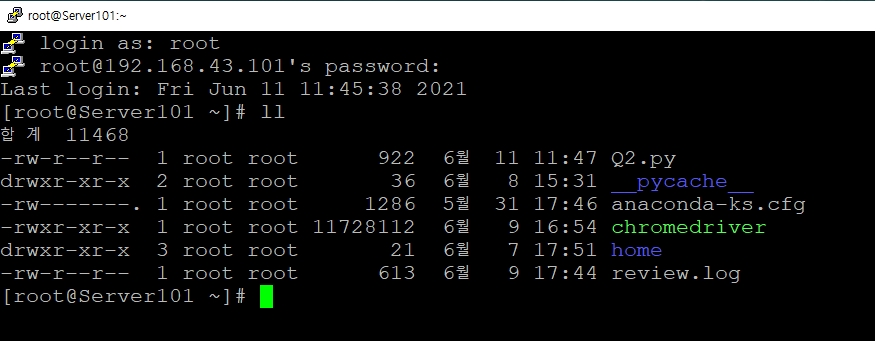 root@Server101:~
login as: root
root@192.168.43.101's password:
Last login: Fri Jun 11 11:45:38 2021
[root@Server101 ~]# ll
합계 11468
-rw-r--r-- 1 root root 922 6월 11 11:47 Q2.py
drwxr-xr-x 2 root root 36 6월 8 15:31 __pycache__
-rw-------. 1 root root 1286 5월 31 17:46 anaconda-ks.cfg
-rwxr-xr-x 1 root root 11728112 6월 9 16:54 chromedriver
drwxr-xr-x 3 root root 21 6월 7 17:51 home
-rw-r--r-- 1 root root 613 6월 9 17:44 review.log
[root@Server101 ~]#